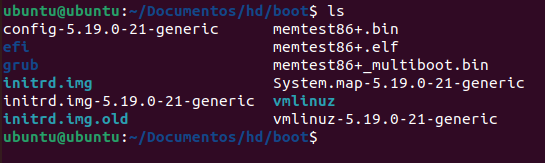 ubuntu@ubuntu:~/Documentos/hd/boot$ ls
config-5.19.0-21-generic      memtest86+.bin
efi                           memtest86+.elf
grub                          memtest86+_multiboot.bin
initrd.img                    System.map-5.19.0-21-generic
initrd.img-5.19.0-21-generic  vmlinuz
initrd.img.old                vmlinuz-5.19.0-21-generic
ubuntu@ubuntu:~/Documentos/hd/boot$